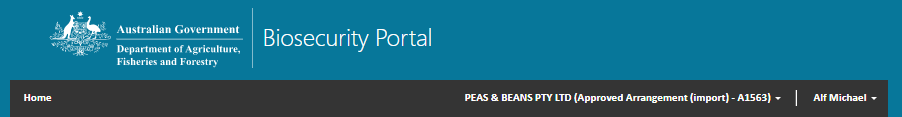 Australian Government
Department of Agriculture,
Fisheries and Forestry
Biosecurity Portal
Home
PEAS & BEANS PTY LTD (Approved Arrangement (import) - A1563)
Alf Michael